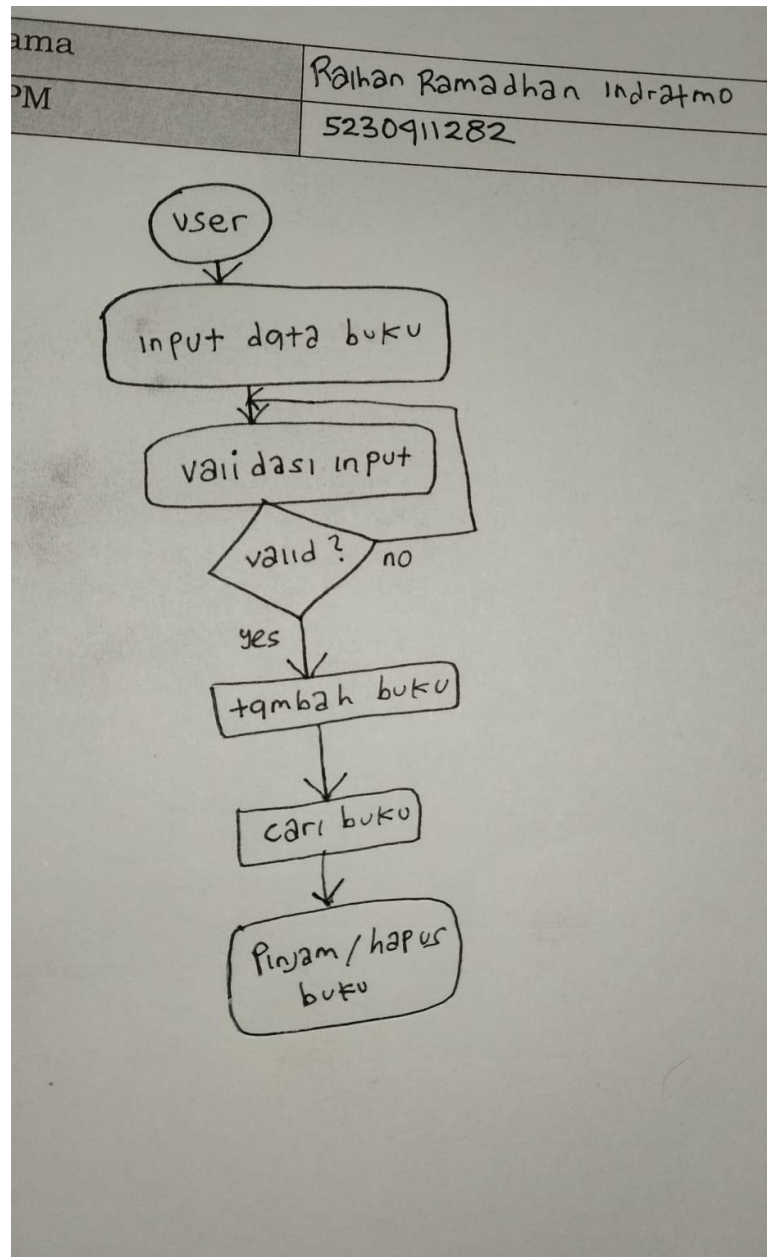 ama
Raihan Ramadhan Indratmo
PM
5230911282
user
input data buku
validasi input
valid?
no
yes
tambah buku
cari buku
Pinjam / hapus
buku